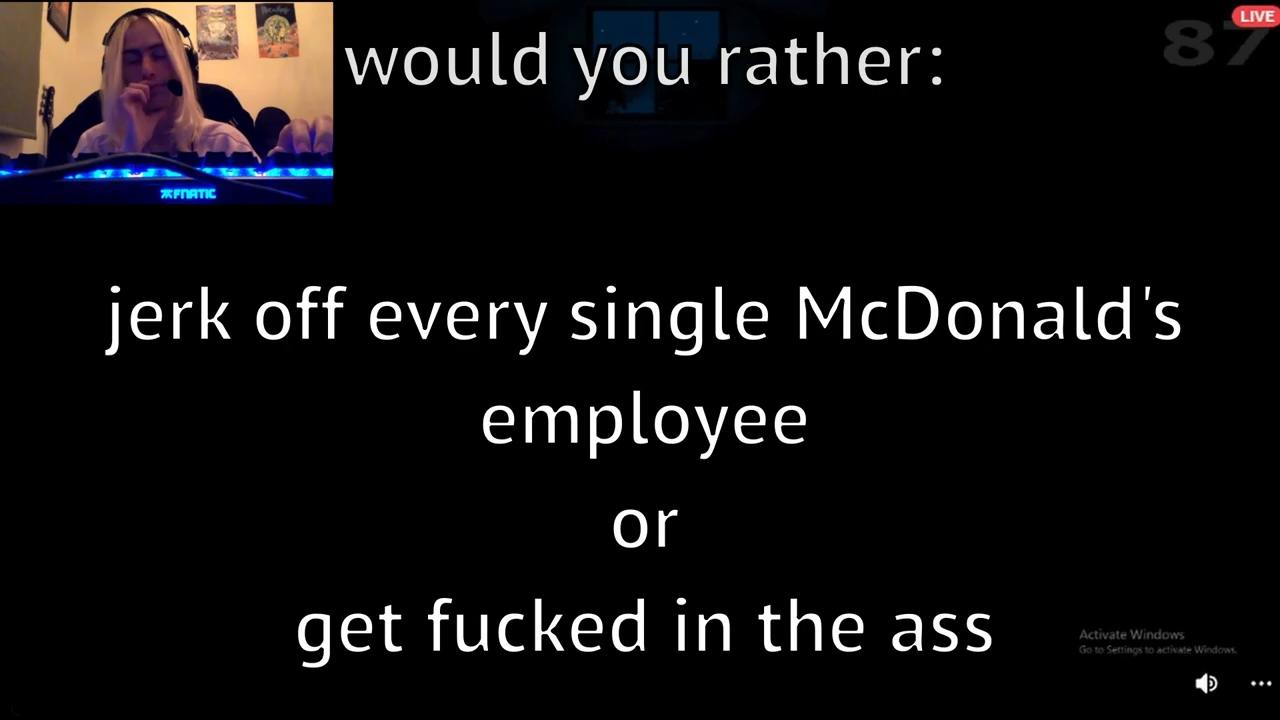 LIVE
87
would you rather:
jerk off every single McDonald's
employee
or
get fucked in the ass
FNATIC
Activate Windows
Go to Settings to activate Windows.